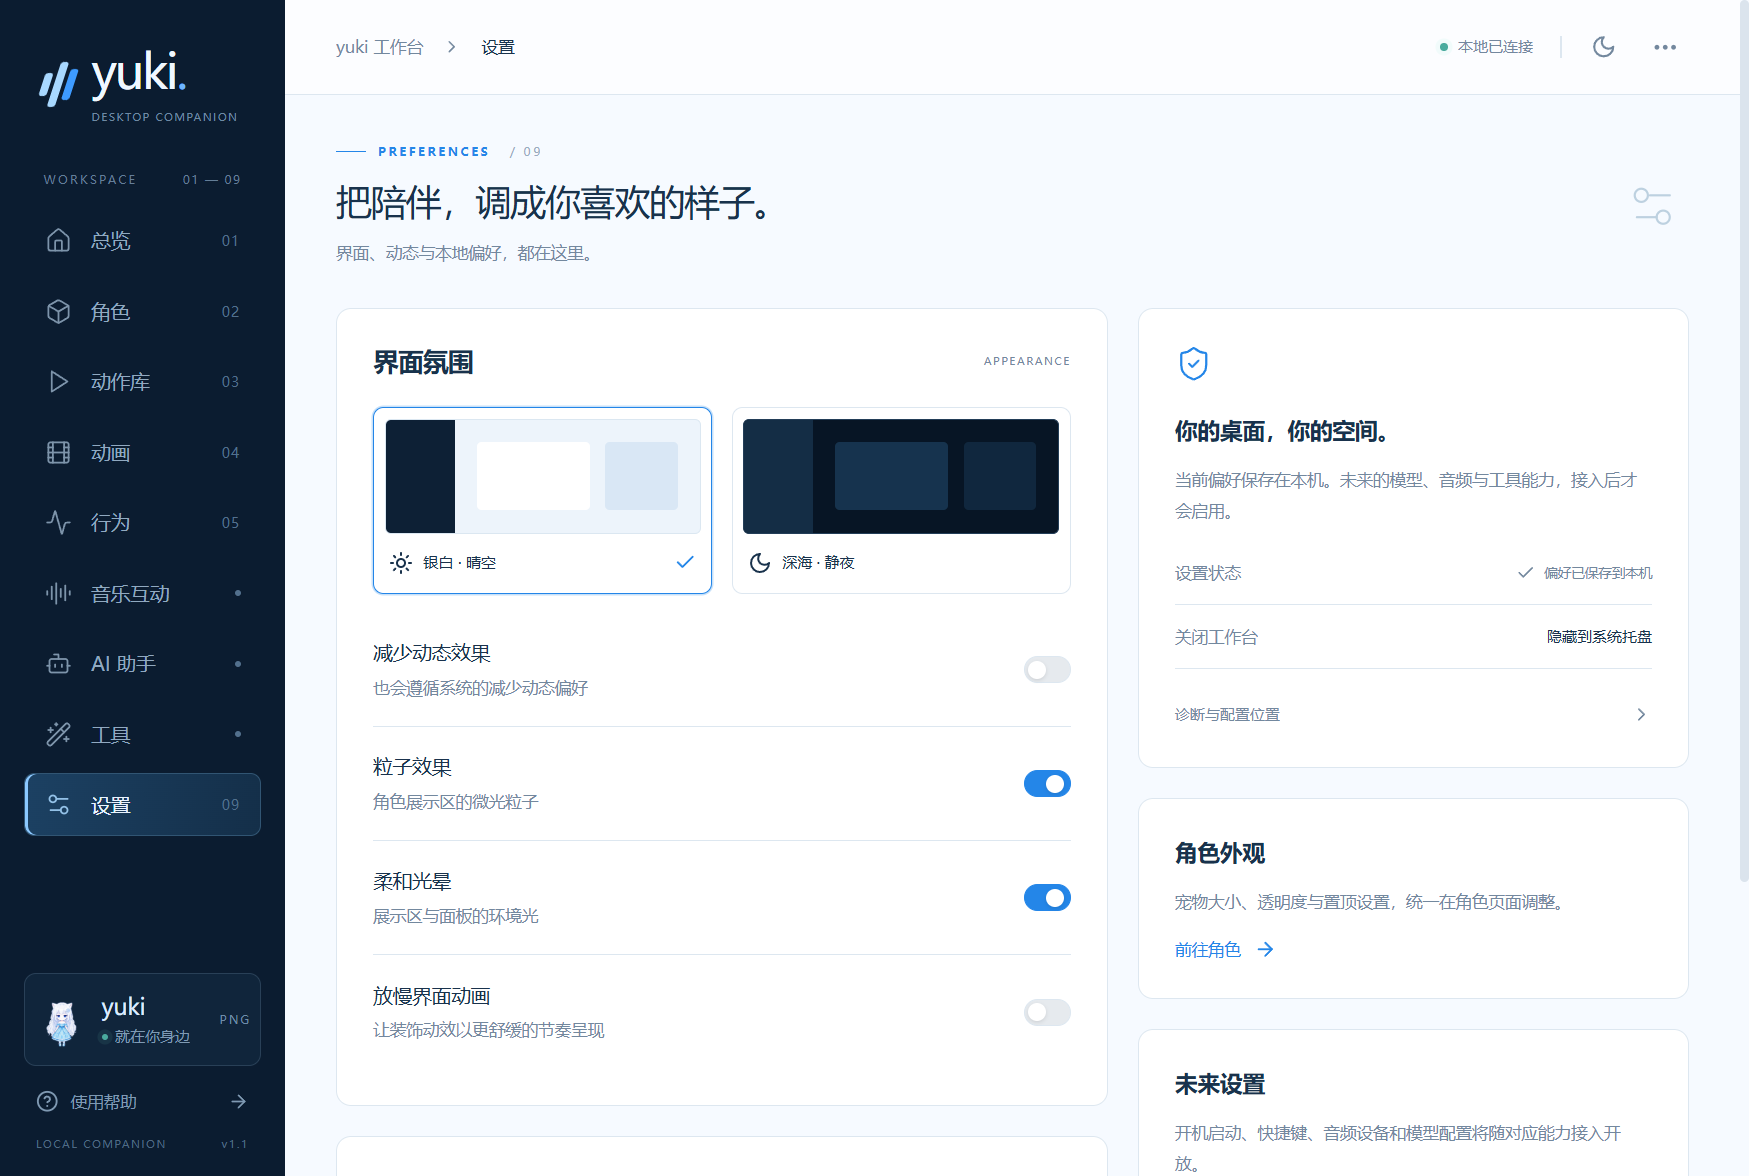 yuki.
DESKTOP COMPANION
WORKSPACE 01 — 09
总览 01
角色 02
动作库 03
动画 04
行为 05
音乐互动
AI 助手
工具
设置 09
yuki
就在你身边
PNG
使用帮助
LOCAL COMPANION v1.1
yuki 工作台 > 设置
本地已连接
PREFERENCES / 09
把陪伴，调成你喜欢的样子。
界面、动态与本地偏好，都在这里。
界面氛围
APPEARANCE
银白 · 晴空
深海 · 静夜
减少动态效果
也会遵循系统的减少动态偏好
粒子效果
角色展示区的微光粒子
柔和光晕
展示区与面板的环境光
放慢界面动画
让装饰动效以更舒缓的节奏呈现
你的桌面，你的空间。
当前偏好保存在本机。未来的模型、音频与工具能力，接入后才
会启用。
设置状态 偏好已保存到本机
关闭工作台 隐藏到系统托盘
诊断与配置位置
角色外观
宠物大小、透明度与置顶设置，统一在角色页面调整。
前往角色
未来设置
开机启动、快捷键、音频设备和模型配置将随对应能力接入开
放。